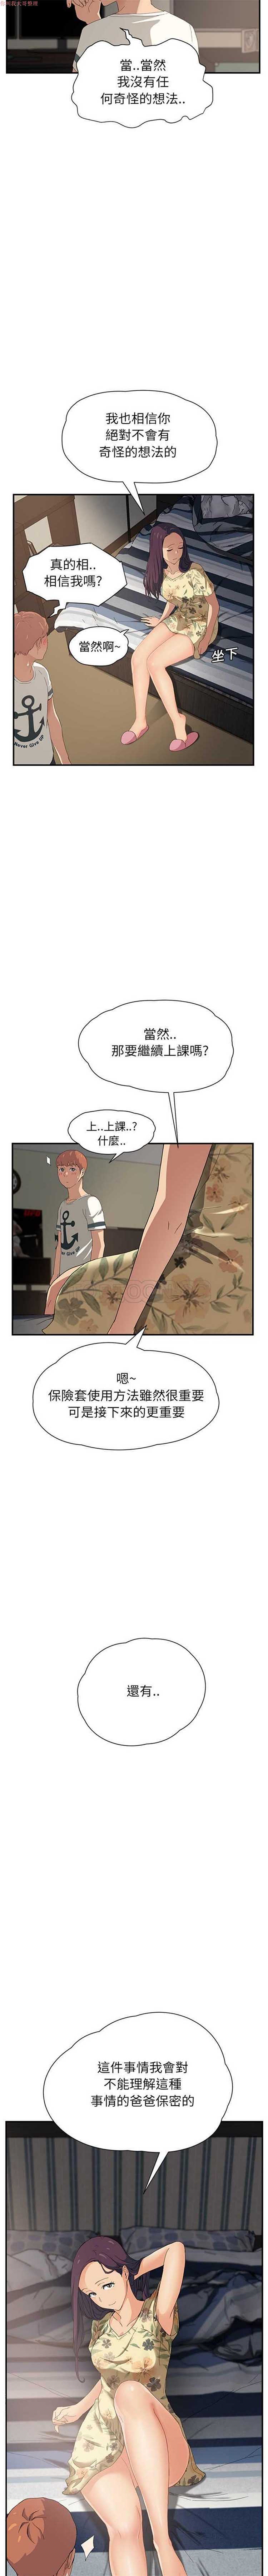 當..當然
我沒有任
何奇怪的想法..
我也相信你
絕對不會有
奇怪的想法的
真的相..
相信我嗎?
當然啊~
坐下
Never Give UP
當然..
那要繼續上課嗎?
上..上課..?
什麼..
嗯~
保險套使用方法雖然很重要
可是接下來的更重要
還有..
這件事情我會對
不能理解這種
事情的爸爸保密的